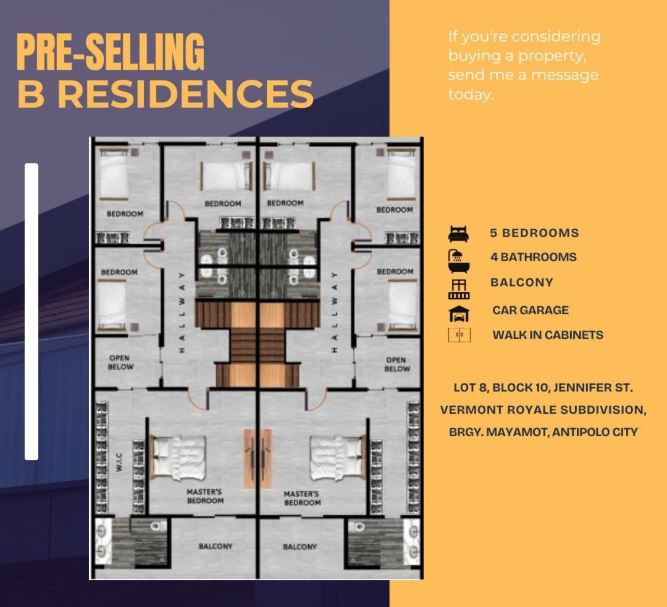 PRE-SELLING
B RESIDENCES
If you're considering
buying a property,
send me a message
today.
BEDROOM
BEDROOM
BEDROOM
BEDROOM
BEDROOM
BEDROOM
HALLWAY
HALLWAY
OPEN
BELOW
OPEN
BELOW
W.I.C
MASTER'S
BEDROOM
MASTER'S
BEDROOM
BALCONY
BALCONY
5 BEDROOMS
4 BATHROOMS
BALCONY
CAR GARAGE
WALK IN CABINETS
LOT 8, BLOCK 10, JENNIFER ST.
VERMONT ROYALE SUBDIVISION,
BRGY. MAYAMOT, ANTIPOLO CITY